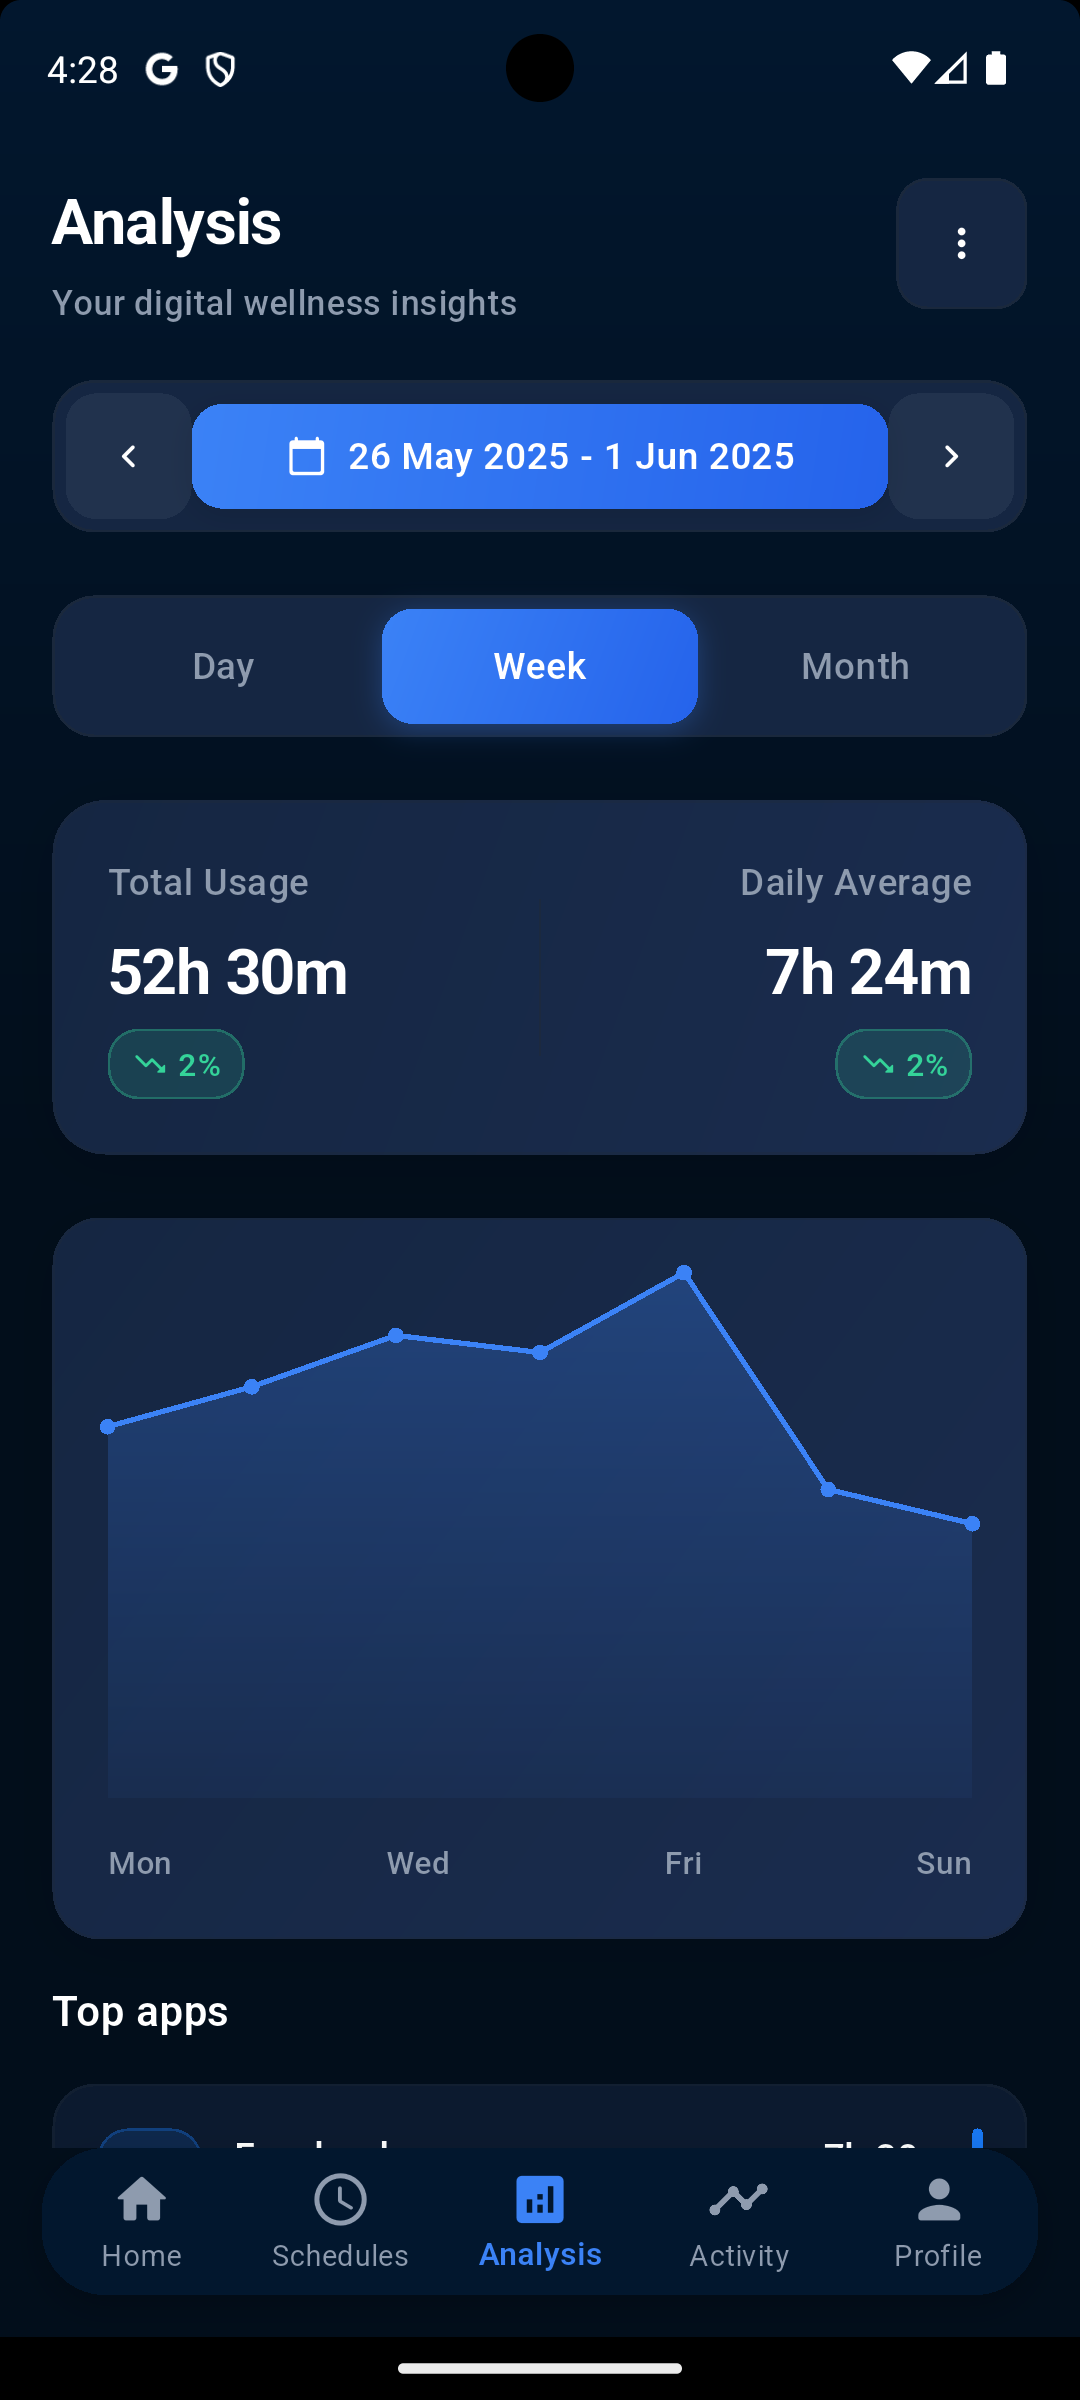 4:28
Analysis
Your digital wellness insights
26 May 2025 - 1 Jun 2025
Day Week Month
Total Usage Daily Average
52h 30m 7h 24m
2% 2%
Mon Wed Fri Sun
Top apps
Home Schedules Analysis Activity Profile